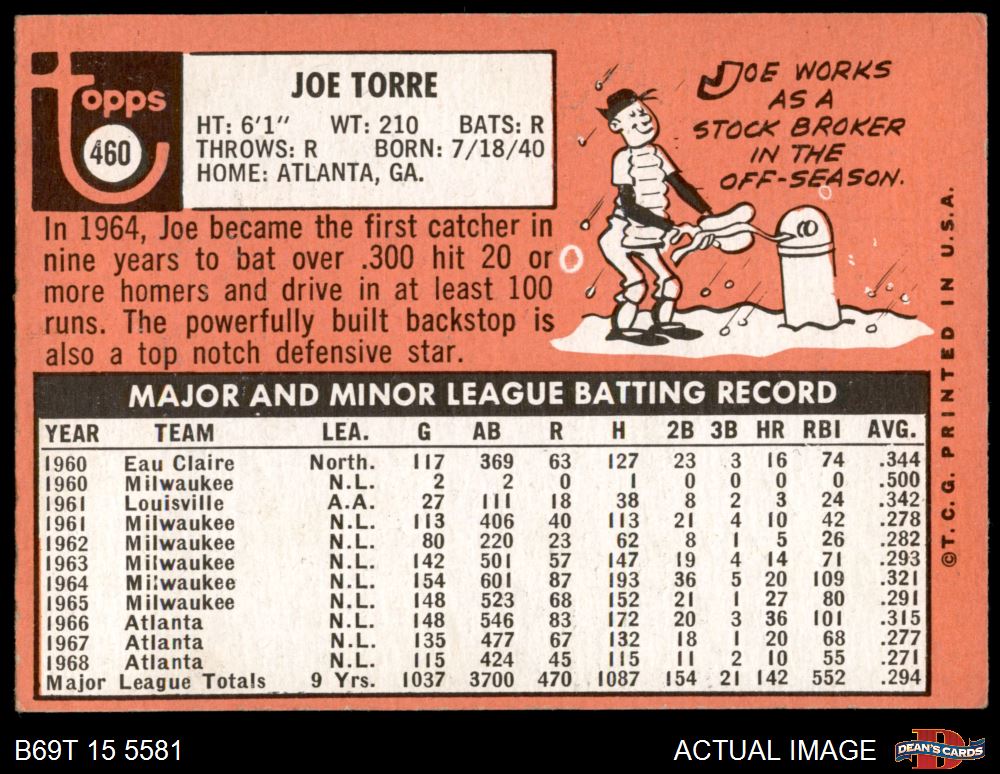 topps
460
JOE TORRE
HT: 6'1" WT: 210 BATS: R
THROWS: R BORN: 7/18/40
HOME: ATLANTA, GA.
JOE WORKS
AS A
STOCK BROKER
IN THE
OFF-SEASON.
In 1964, Joe became the first catcher in
nine years to bat over .300 hit 20 or
more homers and drive in at least 100
runs. The powerfully built backstop is
also a top notch defensive star.
MAJOR AND MINOR LEAGUE BATTING RECORD
YEAR TEAM LEA. G AB R H 2B 3B HR RBI AVG.
1960 Eau Claire North. 117 369 63 127 23 3 16 74 .344
1960 Milwaukee N.L. 2 2 0 1 0 0 0 0 .500
1961 Louisville A.A. 27 111 18 38 8 2 3 24 .342
1961 Milwaukee N.L. 113 406 40 113 21 4 10 42 .278
1962 Milwaukee N.L. 80 220 23 62 8 1 5 26 .282
1963 Milwaukee N.L. 142 501 57 147 19 4 14 71 .293
1964 Milwaukee N.L. 154 601 87 193 36 5 20 109 .321
1965 Milwaukee N.L. 148 523 68 152 21 1 27 80 .291
1966 Atlanta N.L. 148 546 83 172 20 3 36 101 .315
1967 Atlanta N.L. 135 477 67 132 18 1 20 68 .277
1968 Atlanta N.L. 115 424 45 115 11 2 10 55 .271
Major League Totals 9 Yrs. 1037 3700 470 1087 154 21 142 552 .294
©T.C.G. PRINTED IN U.S.A.
B69T 15 5581
ACTUAL IMAGE
D
DEAN'S CARDS